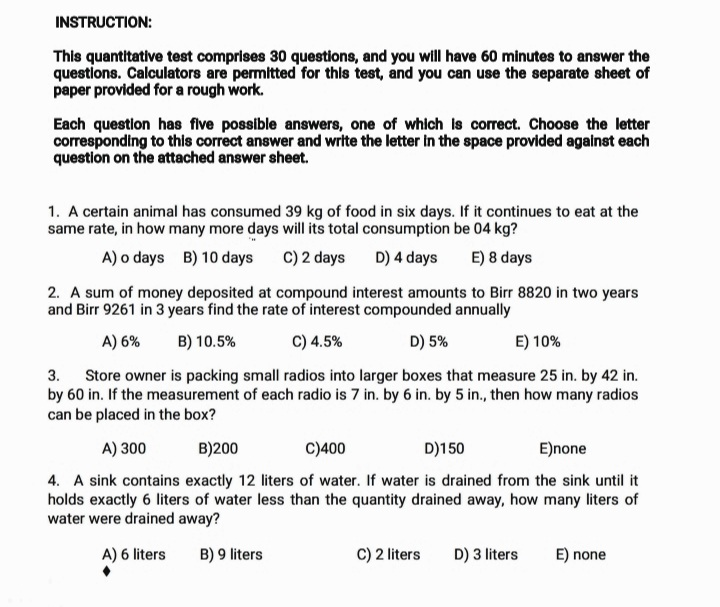 INSTRUCTION:
This quantitative test comprises 30 questions, and you will have 60 minutes to answer the
questions. Calculators are permitted for this test, and you can use the separate sheet of
paper provided for a rough work.
Each question has five possible answers, one of which is correct. Choose the letter
corresponding to this correct answer and write the letter in the space provided against each
question on the attached answer sheet.
1. A certain animal has consumed 39 kg of food in six days. If it continues to eat at the
same rate, in how many more days will its total consumption be 04 kg?
A) o days B) 10 days C) 2 days D) 4 days E) 8 days
2. A sum of money deposited at compound interest amounts to Birr 8820 in two years
and Birr 9261 in 3 years find the rate of interest compounded annually
A) 6% B) 10.5% C) 4.5% D) 5% E) 10%
3. Store owner is packing small radios into larger boxes that measure 25 in. by 42 in.
by 60 in. If the measurement of each radio is 7 in. by 6 in. by 5 in., then how many radios
can be placed in the box?
A) 300 B)200 C)400 D)150 E)none
4. A sink contains exactly 12 liters of water. If water is drained from the sink until it
holds exactly 6 liters of water less than the quantity drained away, how many liters of
water were drained away?
A) 6 liters B) 9 liters C) 2 liters D) 3 liters E) none